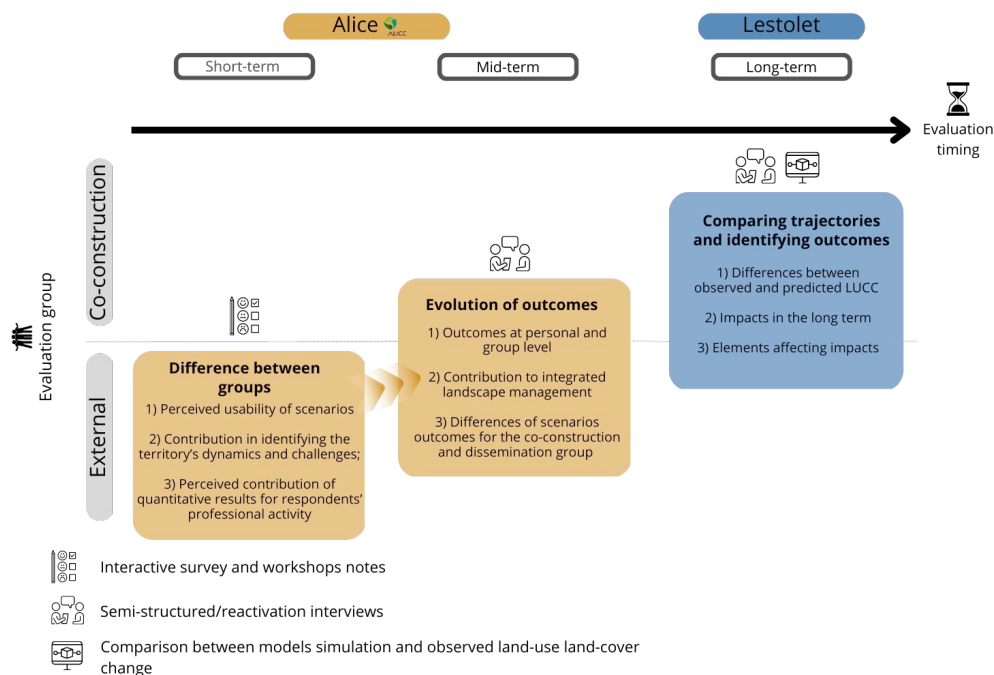 Alice
ALICE
Lestolet
Short-term
Mid-term
Long-term
Evaluation
timing
Evaluation group
Co-construction
External
Comparing trajectories
and identifying outcomes
1) Differences between
observed and predicted LUCC
2) Impacts in the long term
3) Elements affecting impacts
Evolution of outcomes
1) Outcomes at personal and
group level
2) Contribution to integrated
landscape management
3) Differences of scenarios
outcomes for the co-construction
and dissemination group
Difference between
groups
1) Perceived usability of scenarios
2) Contribution in identifying the
territory's dynamics and challenges;
3) Perceived contribution of
quantitative results for respondents'
professional activity
Interactive survey and workshops notes
Semi-structured/reactivation interviews
Comparison between models simulation and observed land-use land-cover
change